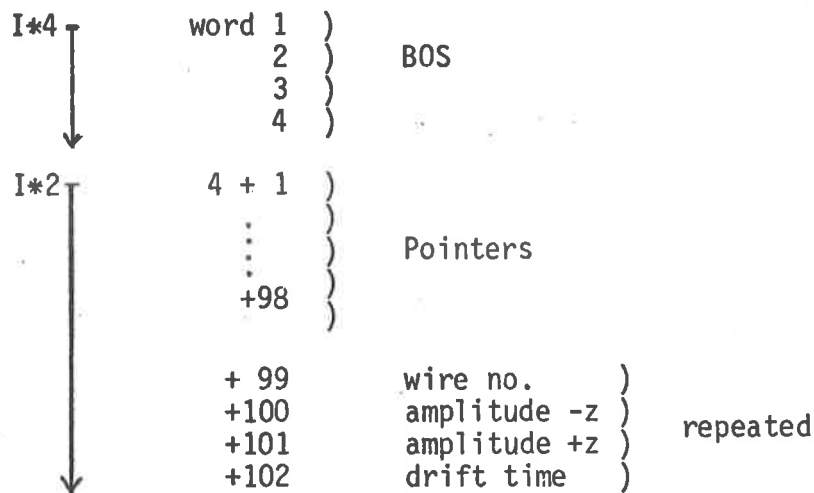 I*4 word 1 )
2 ) BOS
3 )
4 )
I*2 4 + 1 )
. )
: ) Pointers
: )
+98 )
+ 99 wire no. )
+100 amplitude -z )
+101 amplitude +z ) repeated
+102 drift time )